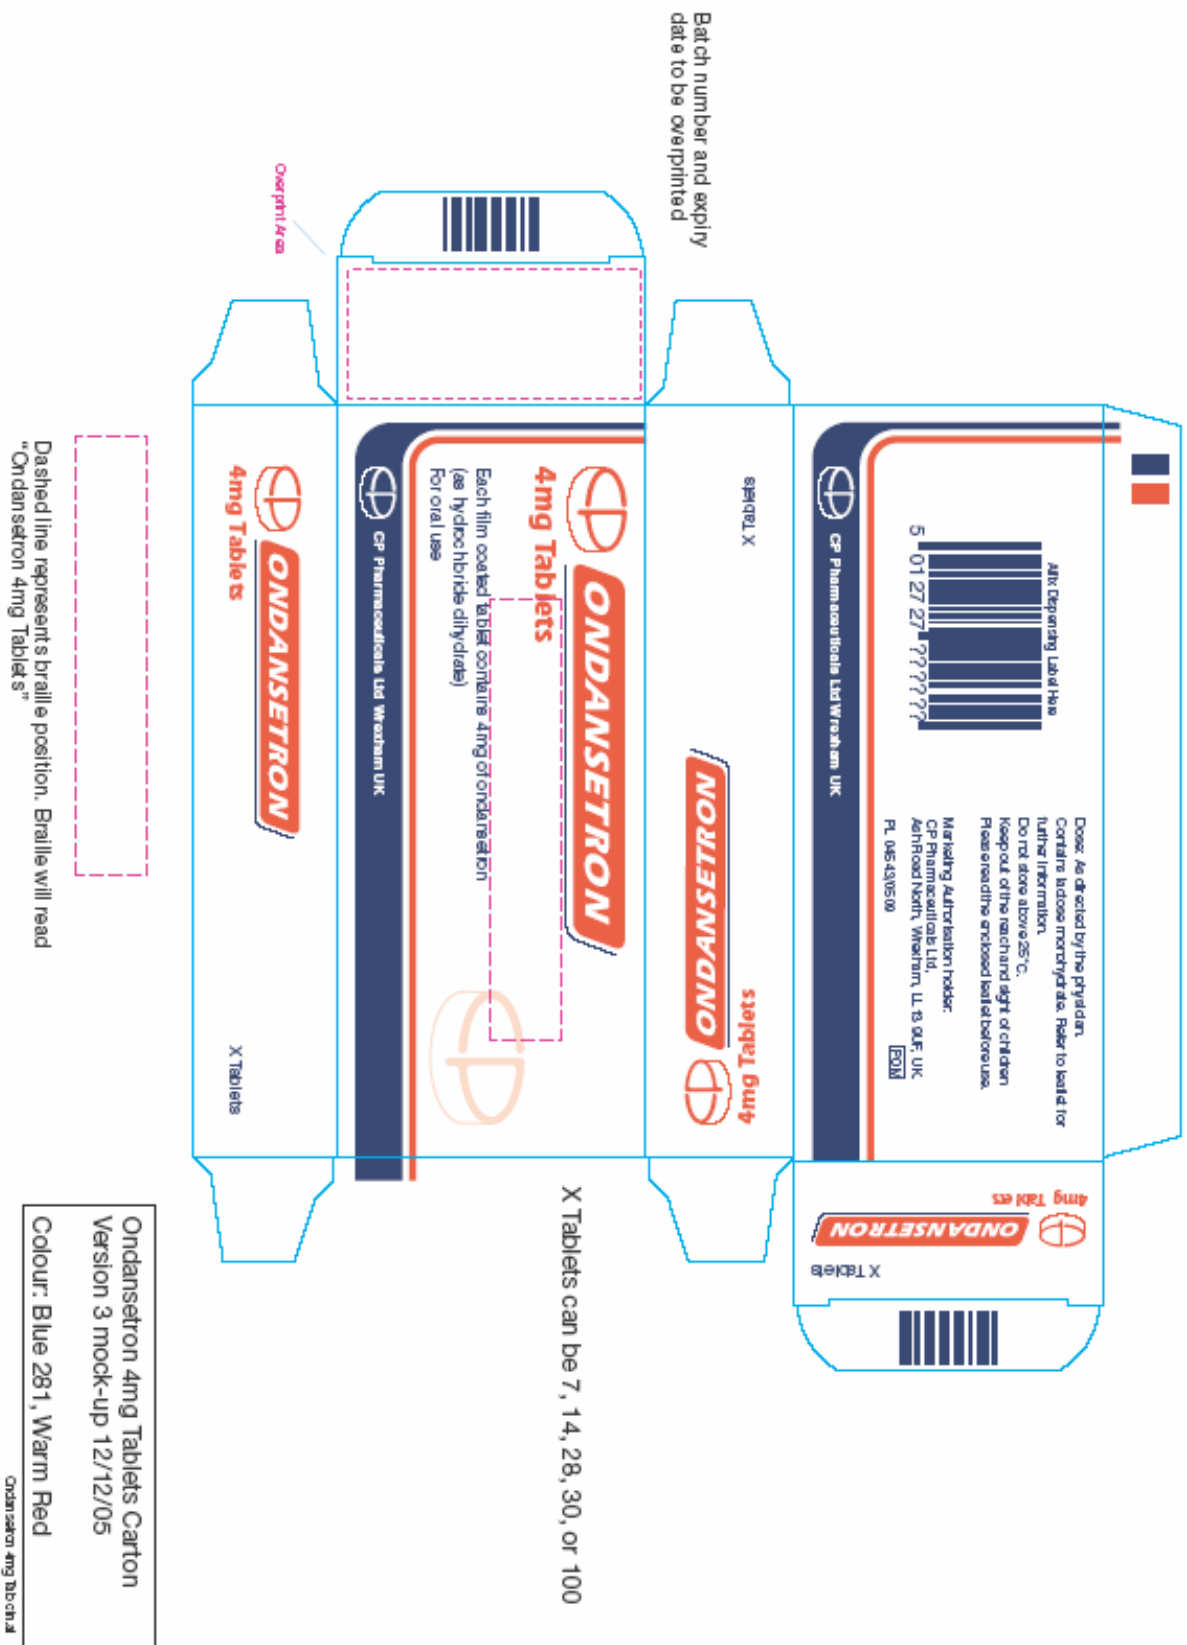 Batch number and expiry
date to be overprinted
Overprint Area
Affix Dispensing Label Here
5 012727 ??????
Dose: As directed by the physician.
Contains lactose monohydrate. Refer to leaflet for
further information.
Do not store above 25°C.
Keep out of the reach and sight of children
Please read the enclosed leaflet before use.
Marketing Authorisation holder:
CP Pharmaceuticals Ltd,
Ash Road North, Wrexham, LL 13 9UF, UK
PL 04543/0509
POM
CP Pharmaceuticals Ltd Wrexham UK
4mg Tablets
ONDANSETRON
X Tablets
X Tablets
ONDANSETRON
4mg Tablets
ONDANSETRON
4mg Tablets
Each film coated tablet contains 4mg of ondansetron
(as hydrochbride dihydrate)
For oral use
CP Pharmaceuticals Ltd Wrexham UK
ONDANSETRON
4mg Tablets
X Tablets
X Tablets can be 7, 14, 28, 30, or 100
Dashed line represents braille position. Braille will read
“Ondansetron 4mg Tablets”
Ondansetron 4mg Tablets Carton
Version 3 mock-up 12/12/05
Colour: Blue 281, Warm Red